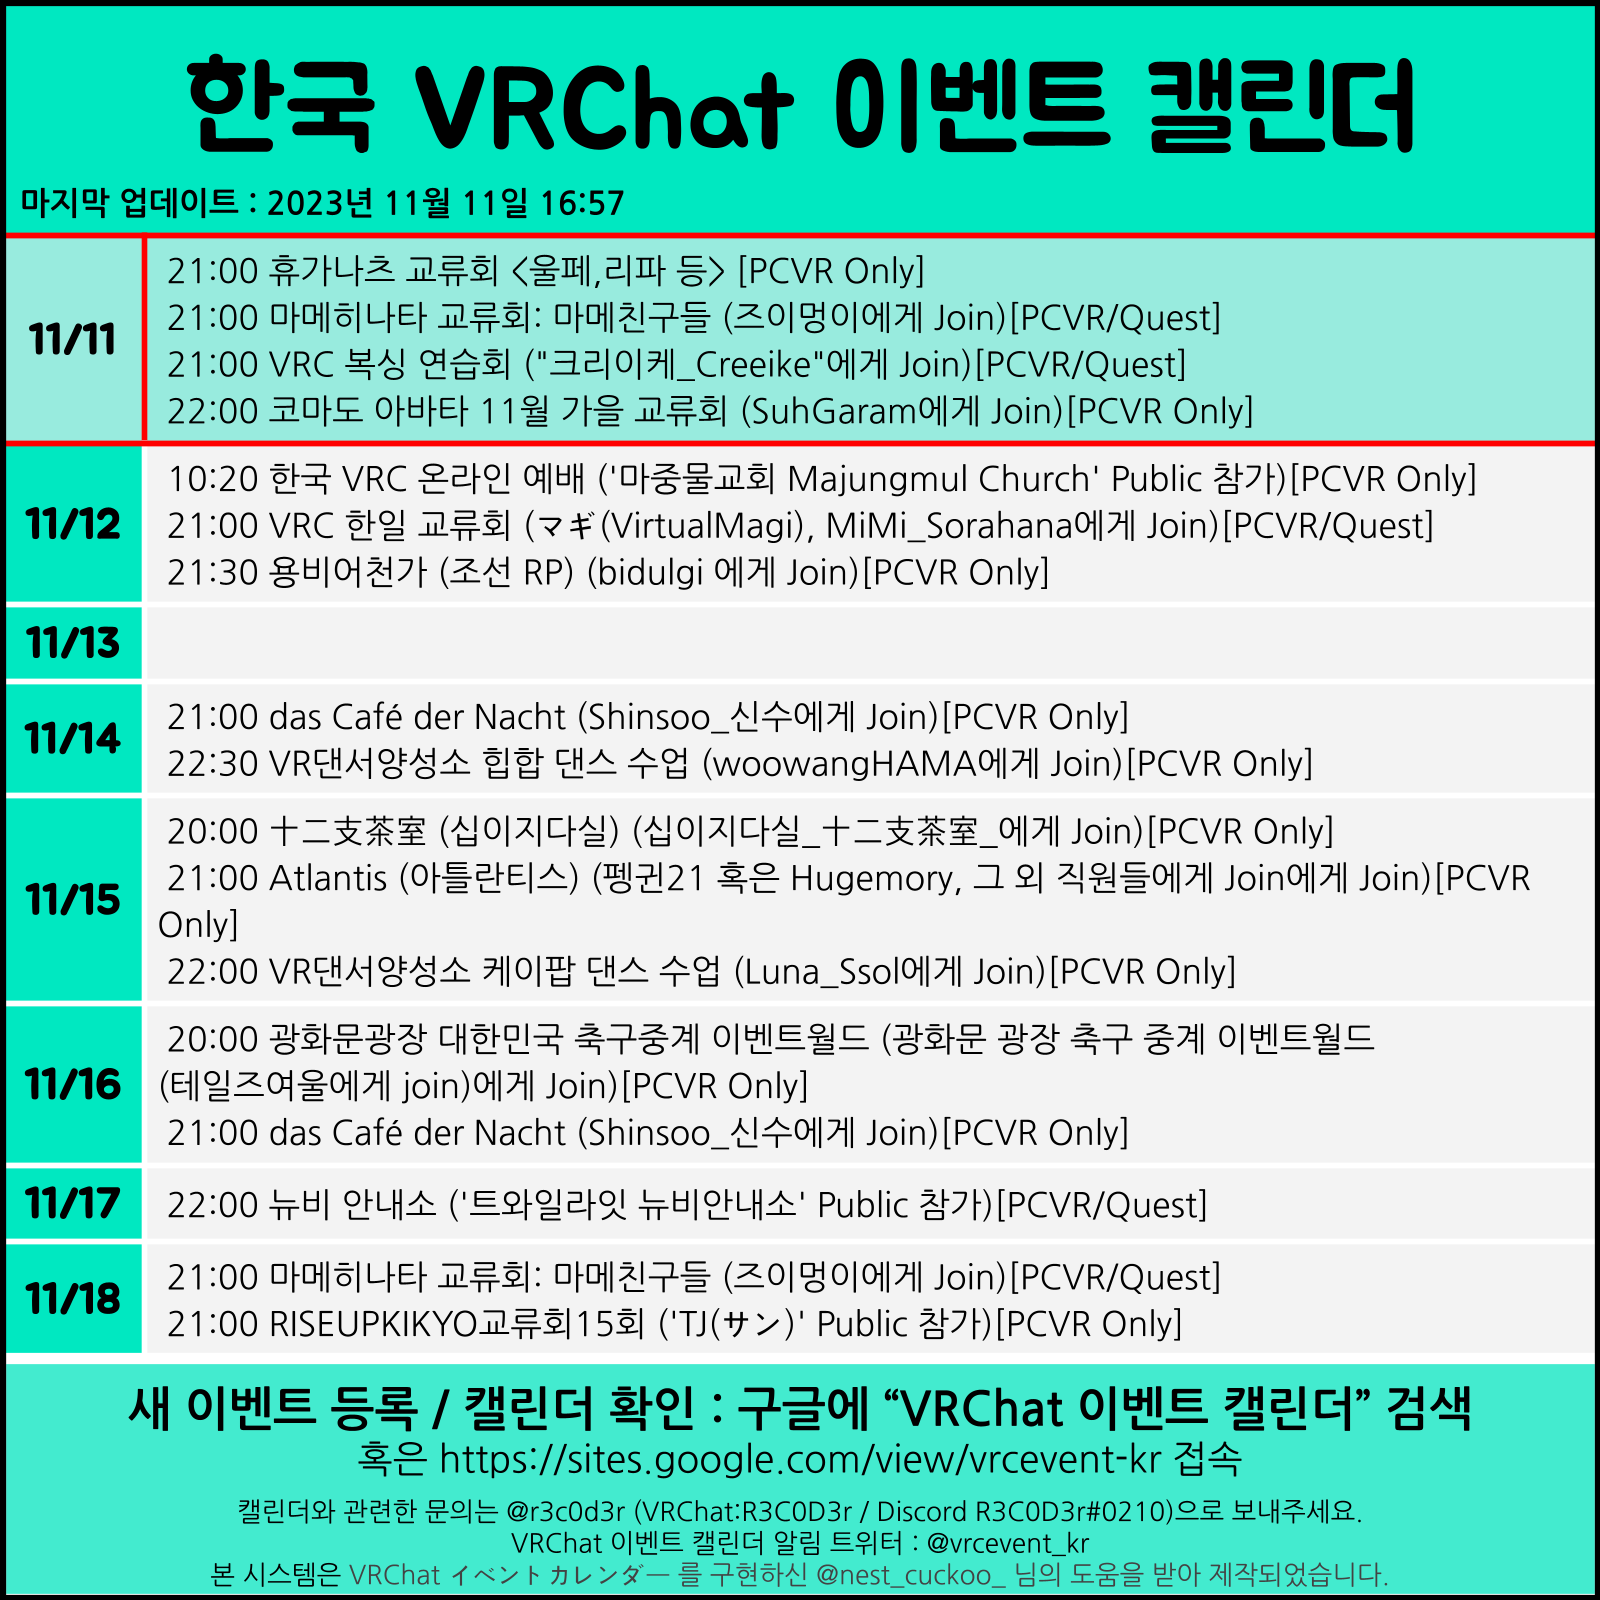 한국 VRChat 이벤트 캘린더
마지막 업데이트 : 2023년 11월 11일 16:57
11/11
21:00 휴가나츠 교류회 <울페,리파 등> [PCVR Only]
21:00 마메히나타 교류회: 마메친구들 (즈이멍이에게 Join)[PCVR/Quest]
21:00 VRC 복싱 연습회 ("크리이케_Creeike"에게 Join)[PCVR/Quest]
22:00 코마도 아바타 11월 가을 교류회 (SuhGaram에게 Join)[PCVR Only]
11/12
10:20 한국 VRC 온라인 예배 ('마중물교회 Majungmul Church' Public 참가)[PCVR Only]
21:00 VRC 한일 교류회 (マギ(VirtualMagi), MiMi_Sorahana에게 Join)[PCVR/Quest]
21:30 용비어천가 (조선 RP) (bidulgi 에게 Join)[PCVR Only]
11/13
11/14
21:00 das Café der Nacht (Shinsoo_신수에게 Join)[PCVR Only]
22:30 VR댄서양성소 힙합 댄스 수업 (woowangHAMA에게 Join)[PCVR Only]
11/15
20:00 十二支茶室 (십이지다실) (십이지다실_十二支茶室_에게 Join)[PCVR Only]
21:00 Atlantis (아틀란티스) (펭귄21 혹은 Hugemory, 그 외 직원들에게 Join에게 Join)[PCVR
Only]
22:00 VR댄서양성소 케이팝 댄스 수업 (Luna_Ssol에게 Join)[PCVR Only]
11/16
20:00 광화문광장 대한민국 축구중계 이벤트월드 (광화문 광장 축구 중계 이벤트월드
(테일즈여울에게 join)에게 Join)[PCVR Only]
21:00 das Café der Nacht (Shinsoo_신수에게 Join)[PCVR Only]
11/17
22:00 뉴비 안내소 ('트와일라잇 뉴비안내소' Public 참가)[PCVR/Quest]
11/18
21:00 마메히나타 교류회: 마메친구들 (즈이멍이에게 Join)[PCVR/Quest]
21:00 RISEUPKIKYO교류회15회 ('TJ(サン)' Public 참가)[PCVR Only]
새 이벤트 등록 / 캘린더 확인 : 구글에 “VRChat 이벤트 캘린더” 검색
혹은 https://sites.google.com/view/vrcevent-kr 접속
캘린더와 관련한 문의는 @r3c0d3r (VRChat:R3C0D3r / Discord R3C0D3r#0210)으로 보내주세요.
VRChat 이벤트 캘린더 알림 트위터 : @vrcevent_kr
본 시스템은 VRChat イベントカレンダー 를 구현하신 @nest_cuckoo_ 님의 도움을 받아 제작되었습니다.